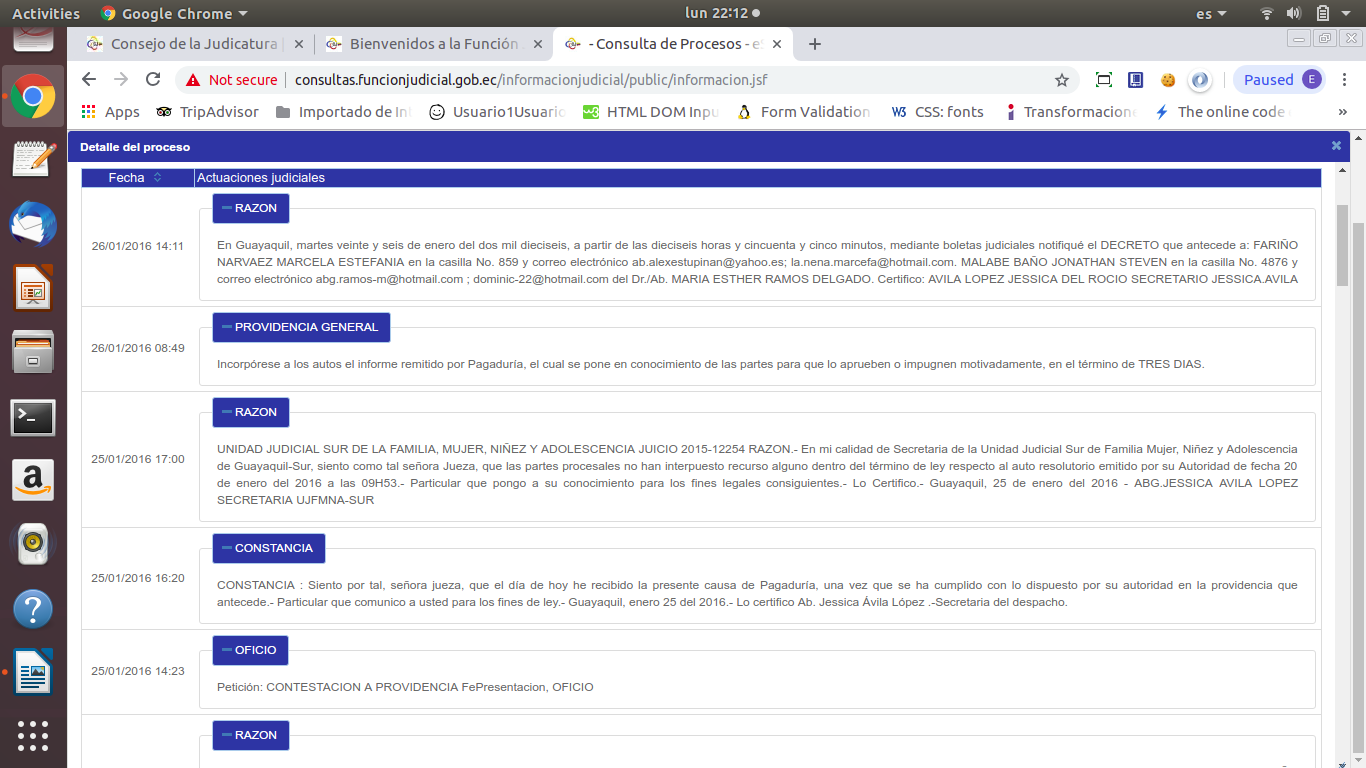 Activities
Google Chrome
lun 22:12
es
Consejo de la Judicatura
Bienvenidos a la Función
- Consulta de Procesos - eS
Not secure
consultas.funcionjudicial.gob.ec/informacionjudicial/public/informacion.jsf
Paused
E
Apps
TripAdvisor
Importado de In
Usuario1Usuario
HTML DOM Inpu
Form Validation
W3 CSS: fonts
Transformacione
The online code
»
Detalle del proceso
Fecha
Actuaciones judiciales
26/01/2016 14:11
RAZON
En Guayaquil, martes veinte y seis de enero del dos mil dieciseis, a partir de las dieciseis horas y cincuenta y cinco minutos, mediante boletas judiciales notifiqué el DECRETO que antecede a: FARIÑO
NARVAEZ MARCELA ESTEFANIA en la casilla No. 859 y correo electrónico ab.alexestupinan@yahoo.es; la.nena.marcefa@hotmail.com. MALABE BAÑO JONATHAN STEVEN en la casilla No. 4876 y
correo electrónico abg.ramos-m@hotmail.com ; dominic-22@hotmail.com del Dr./Ab. MARIA ESTHER RAMOS DELGADO. Certifico: AVILA LOPEZ JESSICA DEL ROCIO SECRETARIO JESSICA.AVILA
26/01/2016 08:49
PROVIDENCIA GENERAL
Incorpórese a los autos el informe remitido por Pagaduría, el cual se pone en conocimiento de las partes para que lo aprueben o impugnen motivadamente, en el término de TRES DIAS.
25/01/2016 17:00
RAZON
UNIDAD JUDICIAL SUR DE LA FAMILIA, MUJER, NIÑEZ Y ADOLESCENCIA JUICIO 2015-12254 RAZON.- En mi calidad de Secretaria de la Unidad Judicial Sur de Familia Mujer, Niñez y Adolescencia
de Guayaquil-Sur, siento como tal señora Jueza, que las partes procesales no han interpuesto recurso alguno dentro del término de ley respecto al auto resolutorio emitido por su Autoridad de fecha 20
de enero del 2016 a las 09H53.- Particular que pongo a su conocimiento para los fines legales consiguientes.- Lo Certifico.- Guayaquil, 25 de enero del 2016 - ABG.JESSICA AVILA LOPEZ
SECRETARIA UJFMNA-SUR
25/01/2016 16:20
CONSTANCIA
CONSTANCIA : Siento por tal, señora jueza, que el día de hoy he recibido la presente causa de Pagaduría, una vez que se ha cumplido con lo dispuesto por su autoridad en la providencia que
antecede.- Particular que comunico a usted para los fines de ley.- Guayaquil, enero 25 del 2016.- Lo certifico Ab. Jessica Ávila López .-Secretaria del despacho.
25/01/2016 14:23
OFICIO
Petición: CONTESTACION A PROVIDENCIA FePresentacion, OFICIO
RAZON